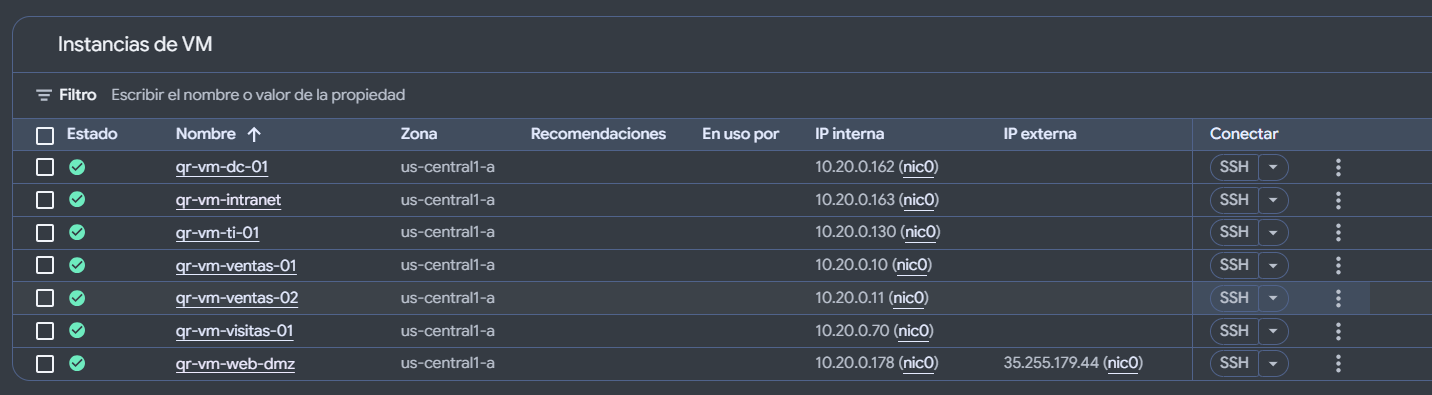 Instancias de VM
Filtro Escribir el nombre o valor de la propiedad
Estado Nombre Zona Recomendaciones En uso por IP interna IP externa Conectar
qr-vm-dc-01 us-central1-a 10.20.0.162 (nic0) SSH
qr-vm-intranet us-central1-a 10.20.0.163 (nic0) SSH
qr-vm-ti-01 us-central1-a 10.20.0.130 (nic0) SSH
qr-vm-ventas-01 us-central1-a 10.20.0.10 (nic0) SSH
qr-vm-ventas-02 us-central1-a 10.20.0.11 (nic0) SSH
qr-vm-visitas-01 us-central1-a 10.20.0.70 (nic0) SSH
qr-vm-web-dmz us-central1-a 10.20.0.178 (nic0) 35.255.179.44 (nic0) SSH